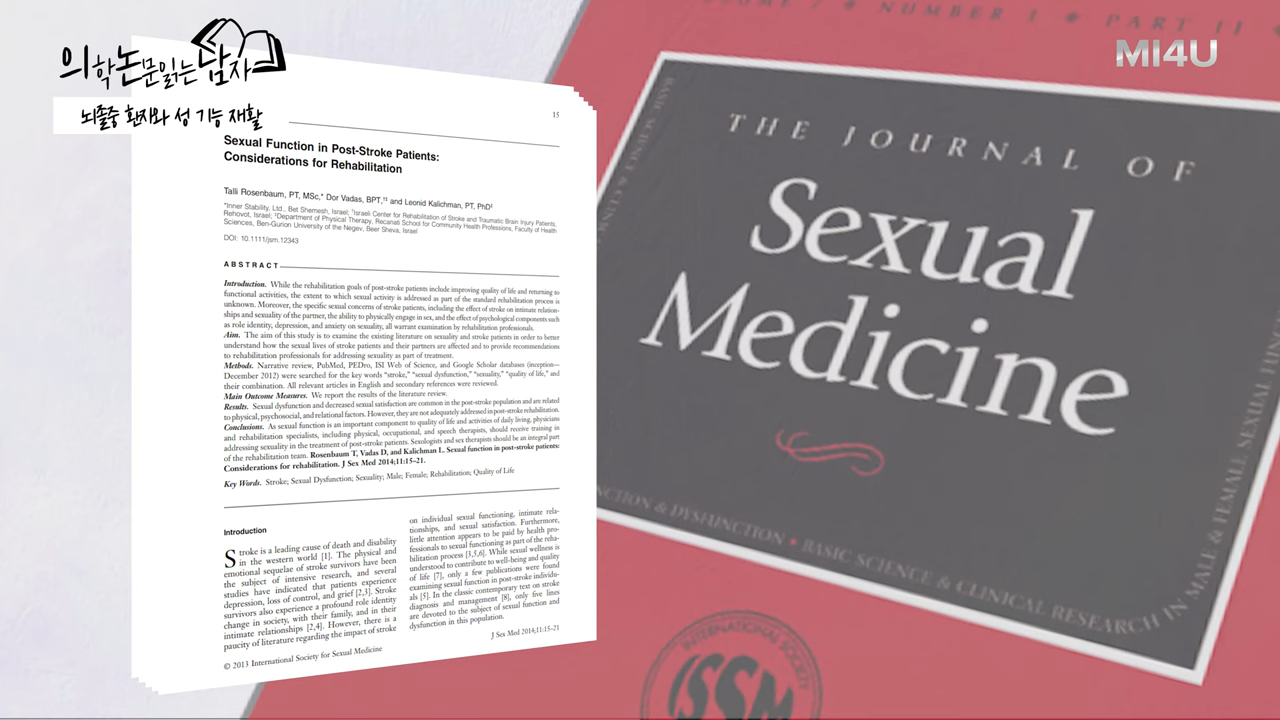 의학논문읽는남자
뇌졸중 환자와 성 기능 재활
MI4U
15
Sexual Function in Post-Stroke Patients:
Considerations for Rehabilitation
Talli Rosenbaum, PT, MSc,* Dor Vadas, BPT,†‡ and Leonid Kalichman, PT, PhD‡
*Inner Stability, Ltd., Bet Shemesh, Israel; †Israeli Center for Rehabilitation of Stroke and Traumatic Brain Injury Patients,
Rehovot, Israel; ‡Department of Physical Therapy, Recanati School for Community Health Professions, Faculty of Health
Sciences, Ben-Gurion University of the Negev, Beer Sheva, Israel
DOI: 10.1111/jsm.12343
ABSTRACT
Introduction. While the rehabilitation goals of post-stroke patients include improving quality of life and returning to
functional activities, the extent to which sexual activity is addressed as part of the standard rehabilitation process is
unknown. Moreover, the specific sexual concerns of stroke patients, including the effect of stroke on intimate relation-
ships and sexuality of the partner, the ability to physically engage in sex, and the effect of psychological components such
as role identity, depression, and anxiety on sexuality, all warrant examination by rehabilitation professionals.
Aim. The aim of this study is to examine the existing literature on sexuality and stroke patients in order to better
understand how the sexual lives of stroke patients and their partners are affected and to provide recommendations
to rehabilitation professionals for addressing sexuality as part of treatment.
Methods. Narrative review, PubMed, PEDro, ISI Web of Science, and Google Scholar databases (inception—
December 2012) were searched for the key words “stroke,” “sexual dysfunction,” “sexuality,” “quality of life,” and
their combination. All relevant articles in English and secondary references were reviewed.
Main Outcome Measures. We report the results of the literature review.
Results. Sexual dysfunction and decreased sexual satisfaction are common in the post-stroke population and are related
to physical, psychosocial, and relational factors. However, they are not adequately addressed in post-stroke rehabilitation.
Conclusions. As sexual function is an important component to quality of life and activities of daily living, physicians
and rehabilitation specialists, including physical, occupational, and speech therapists, should receive training in
addressing sexuality in the treatment of post-stroke patients. Sexologists and sex therapists should be an integral part
of the rehabilitation team. Rosenbaum T, Vadas D, and Kalichman L. Sexual function in post-stroke patients:
Considerations for rehabilitation. J Sex Med 2014;11:15–21.
Key Words. Stroke; Sexual Dysfunction; Sexuality; Male; Female; Rehabilitation; Quality of Life
Introduction
Stroke is a leading cause of death and disability
in the western world [1]. The physical and
emotional sequelae of stroke survivors have been
the subject of intensive research, and several
studies have indicated that patients experience
depression, loss of control, and grief [2,3]. Stroke
survivors also experience a profound role identity
change in society, with their family, and in their
intimate relationships [2,4]. However, there is a
paucity of literature regarding the impact of stroke
on individual sexual functioning, intimate rela-
tionships, and sexual satisfaction. Furthermore,
little attention appears to be paid by health pro-
fessionals to sexual functioning as part of the reha-
bilitation process [3,5,6]. While sexual wellness is
understood to contribute to well-being and quality
of life [7], only a few publications were found
examining sexual function in post-stroke individu-
als [5]. In the classic contemporary text on stroke
diagnosis and management [8], only five lines
are devoted to the subject of sexual function and
dysfunction in this population.
© 2013 International Society for Sexual Medicine
J Sex Med 2014;11:15–21
NUMBER 1 * PART II
THE JOURNAL OF
Sexual
Medicine
NCTION & DYSFUNCTION • BASIC SCIENCE & CLINICAL RESEARCH IN MALE & FEMALE SEXUAL
INTERNATIONAL SOCIETY
ISSM